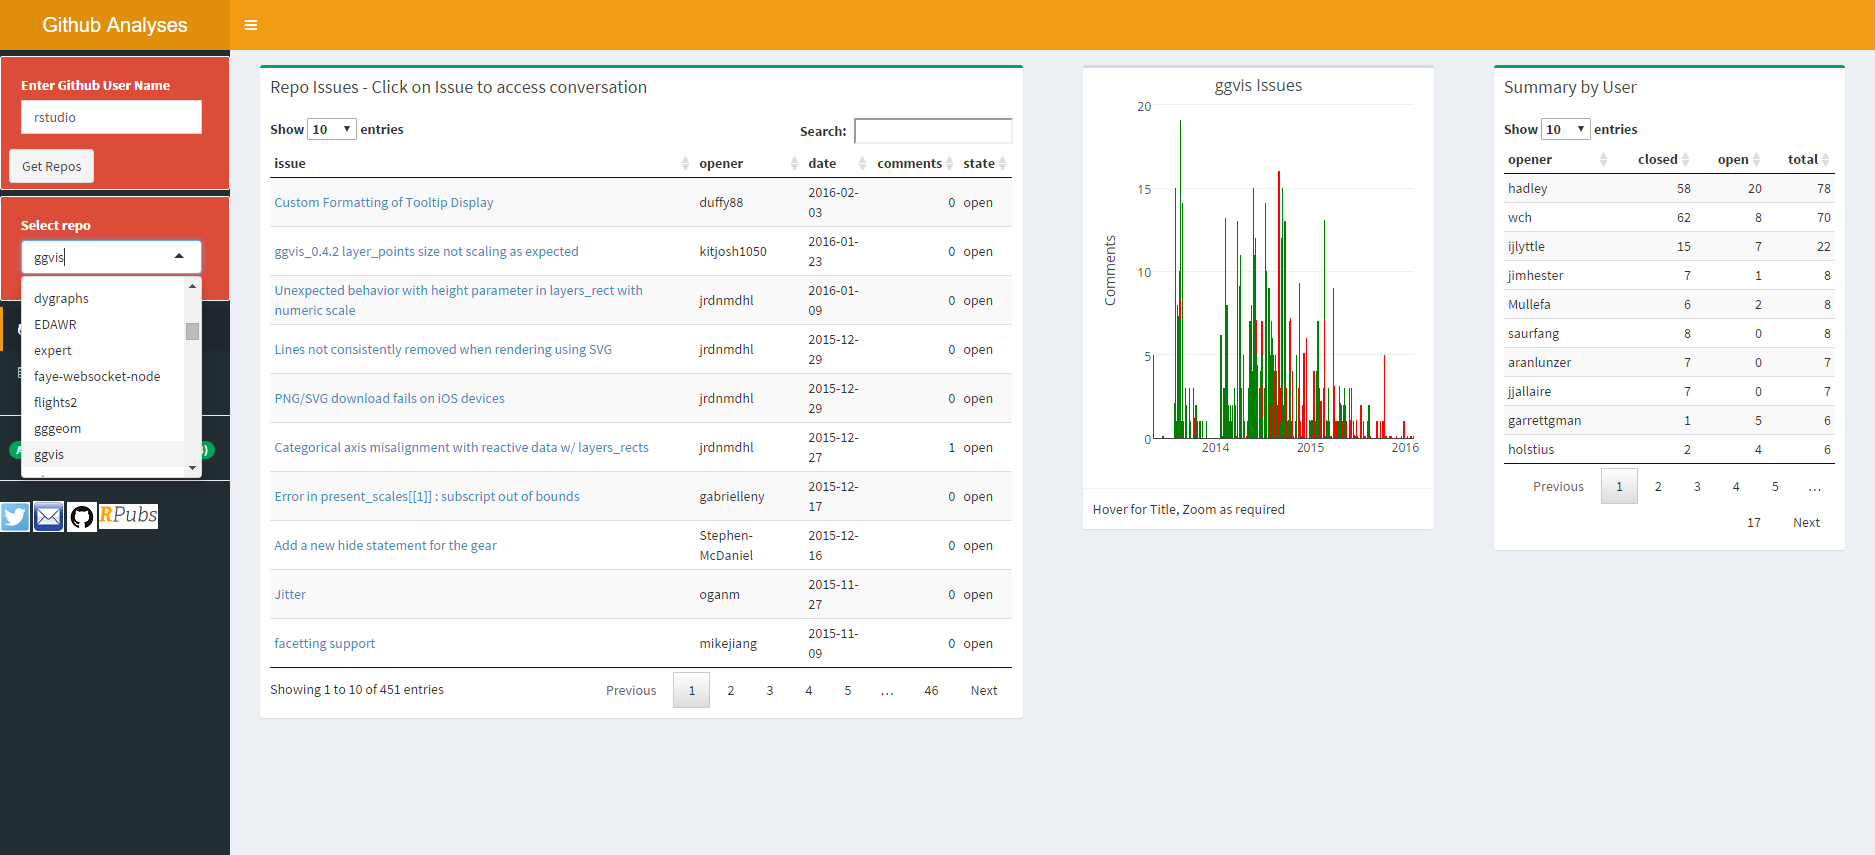 Github Analyses
Enter Github User Name
rstudio
Get Repos
Select repo
ggvis
dygraphs
EDAWR
expert
faye-websocket-node
flights2
gggeom
ggvis
RPubs
Repo Issues - Click on Issue to access conversation
Show 10 entries
Search:
issue opener date comments state
Custom Formatting of Tooltip Display duffy88 2016-02-03 0 open
ggvis_0.4.2 layer_points size not scaling as expected kitjosh1050 2016-01-23 0 open
Unexpected behavior with height parameter in layers_rect with numeric scale jrdnmdhl 2016-01-09 0 open
Lines not consistently removed when rendering using SVG jrdnmdhl 2015-12-29 0 open
PNG/SVG download fails on iOS devices jrdnmdhl 2015-12-29 0 open
Categorical axis misalignment with reactive data w/ layers_rects jrdnmdhl 2015-12-27 1 open
Error in present_scales[[1]] : subscript out of bounds gabrielleny 2015-12-17 0 open
Add a new hide statement for the gear Stephen-McDaniel 2015-12-16 0 open
Jitter oganm 2015-11-27 0 open
facetting support mikejiang 2015-11-09 0 open
Showing 1 to 10 of 451 entries
Previous 1 2 3 4 5 … 46 Next
ggvis Issues
20
15
10
5
0
Comments
2014 2015 2016
Hover for Title, Zoom as required
Summary by User
Show 10 entries
opener closed open total
hadley 58 20 78
wch 62 8 70
ijlyttle 15 7 22
jimhester 7 1 8
Mullefa 6 2 8
saurfang 8 0 8
aranlunzer 7 0 7
jjallaire 7 0 7
garrettgman 1 5 6
holstius 2 4 6
Previous 1 2 3 4 5 …
17 Next